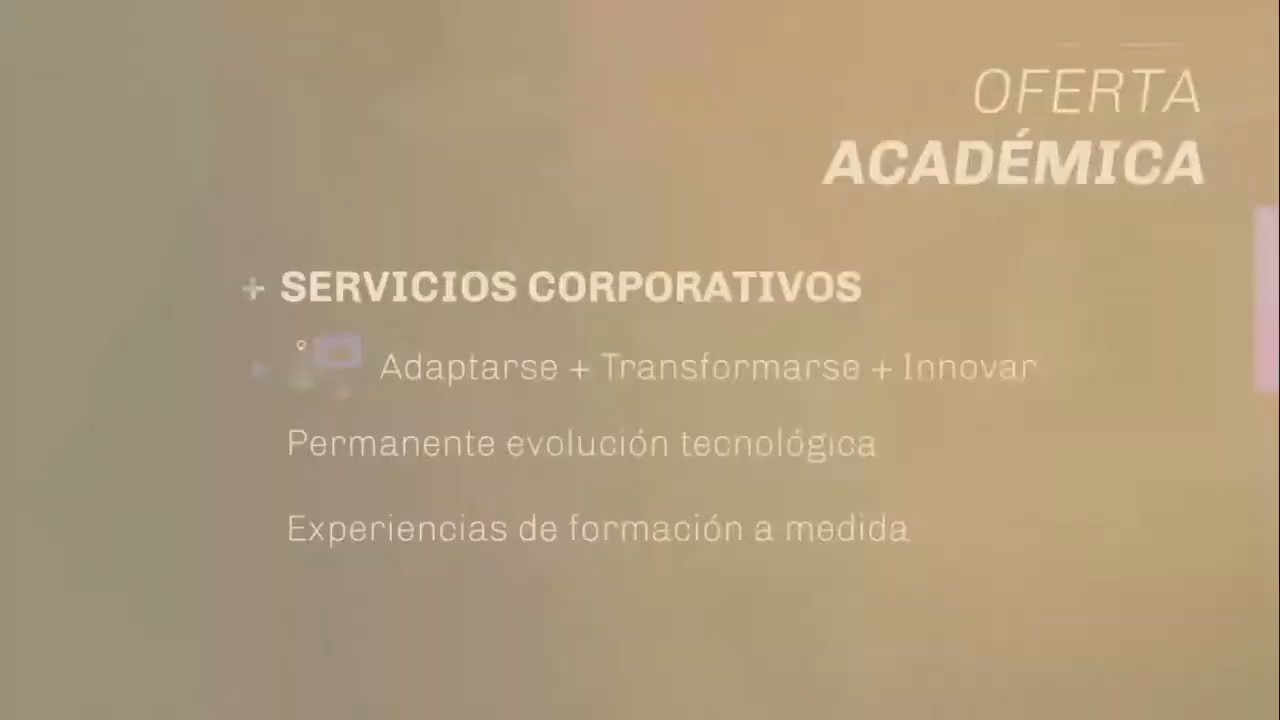 OFERTA
ACADÉMICA
+ SERVICIOS CORPORATIVOS
Adaptarse + Transformarse + Innovar
Permanente evolución tecnológica
Experiencias de formación a medida